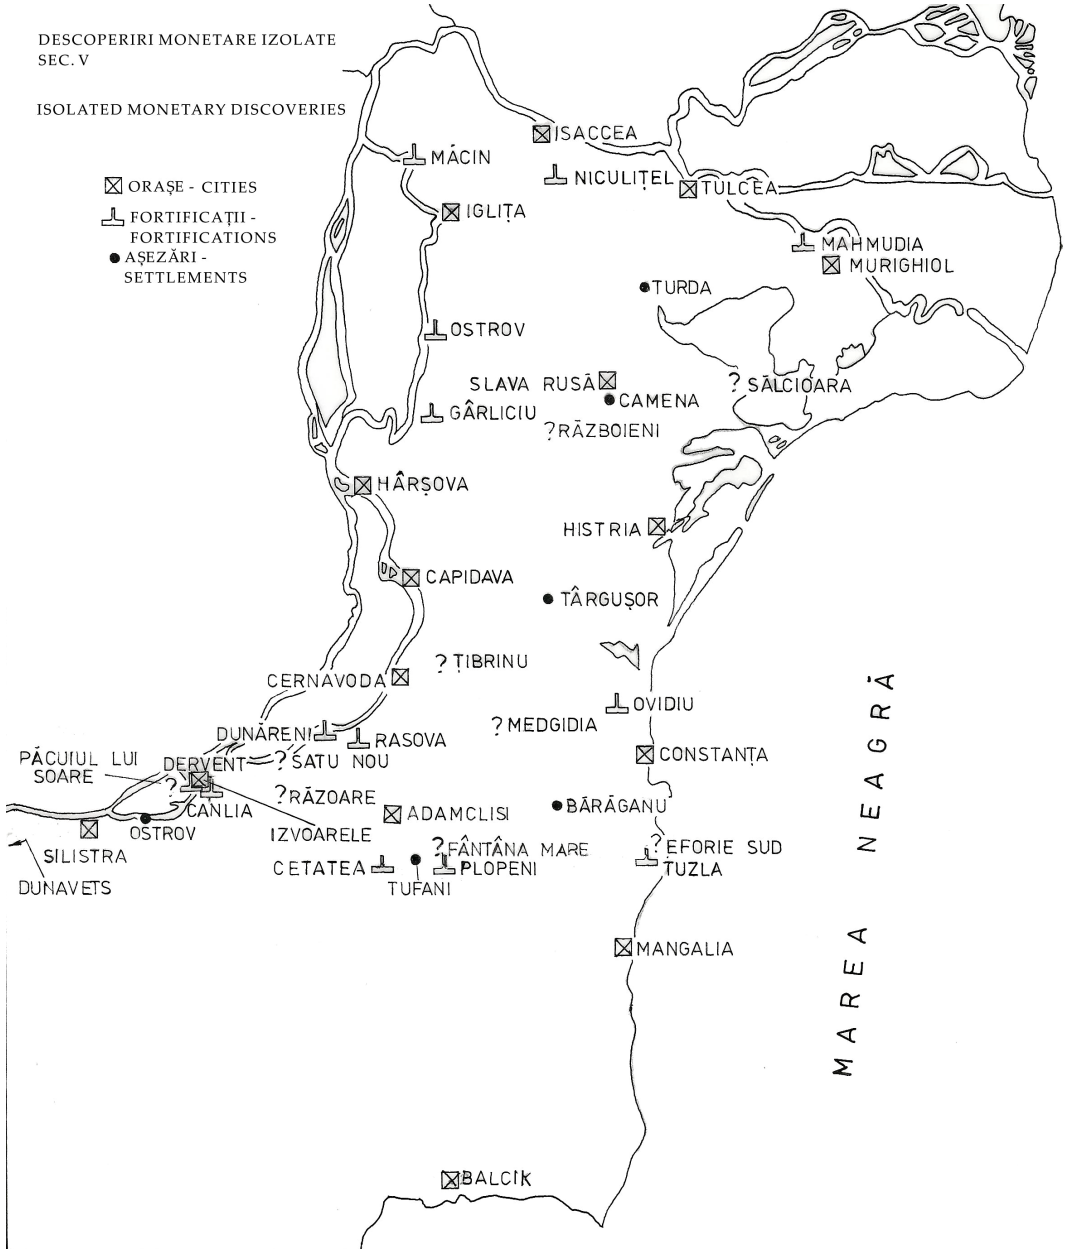 DESCOPERIRI MONETARE IZOLATE
SEC. V
ISOLATED MONETARY DISCOVERIES
ORAȘE - CITIES
FORTIFICAȚII -
FORTIFICATIONS
AȘEZĂRI -
SETTLEMENTS
ISACCEA
MĂCIN
NICULIȚEL
TULCEA
IGLIȚA
MAHMUDIA
MURIGHIOL
TURDA
OSTROV
SLAVA RUSĂ
? SĂLCIOARA
CAMENA
GÂRLICIU
?RĂZBOIENI
HÂRȘOVA
HISTRIA
CAPIDAVA
TÂRGUȘOR
? ȚIBRINU
CERNAVODA
OVIDIU
? MEDGIDIA
DUNĂRENI
RASOVA
CONSTANȚA
PĂCUIUL LUI
SOARE
DERVENT
? SATU NOU
?
?RĂZOARE
CANLIA
ADAMCLISI
BĂRĂGANU
OSTROV
IZVOARELE
SILISTRA
? FÂNTÂNA MARE
? EFORIE SUD
CETATEA
PLOPENI
TUZLA
DUNAVETS
TUFANI
MANGALIA
MAREA NEAGRĂ
BALCIK